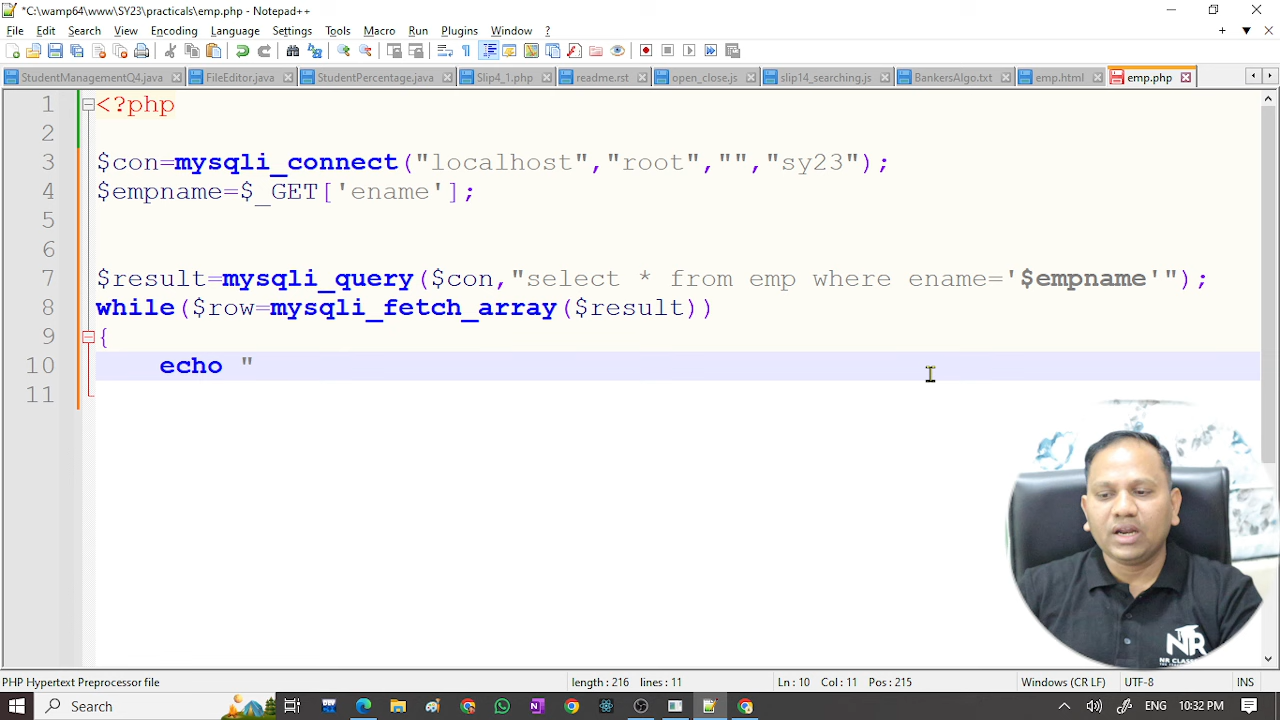 *C:\wamp64\www\SY23\practicals\emp.php - Notepad++
File Edit Search View Encoding Language Settings Tools Macro Run Plugins Window ?
StudentManagementQ4.java FileEditor.java StudentPercentage.java Slip4_1.php readme.rst open_close.js slip14_searching.js BankersAlgo.txt emp.html emp.php
1 <?php
2
3 $con=mysqli_connect("localhost","root","","sy23");
4 $empname=$_GET['ename'];
5
6
7 $result=mysqli_query($con,"select * from emp where ename='$empname'");
8 while($row=mysqli_fetch_array($result))
9 {
10 echo "
11
NR CLASS
PHP Hypertext Preprocessor file length : 216 lines : 11 Ln : 10 Col : 11 Pos : 215 Windows (CR LF) UTF-8 INS
Search ENG 10:32 PM